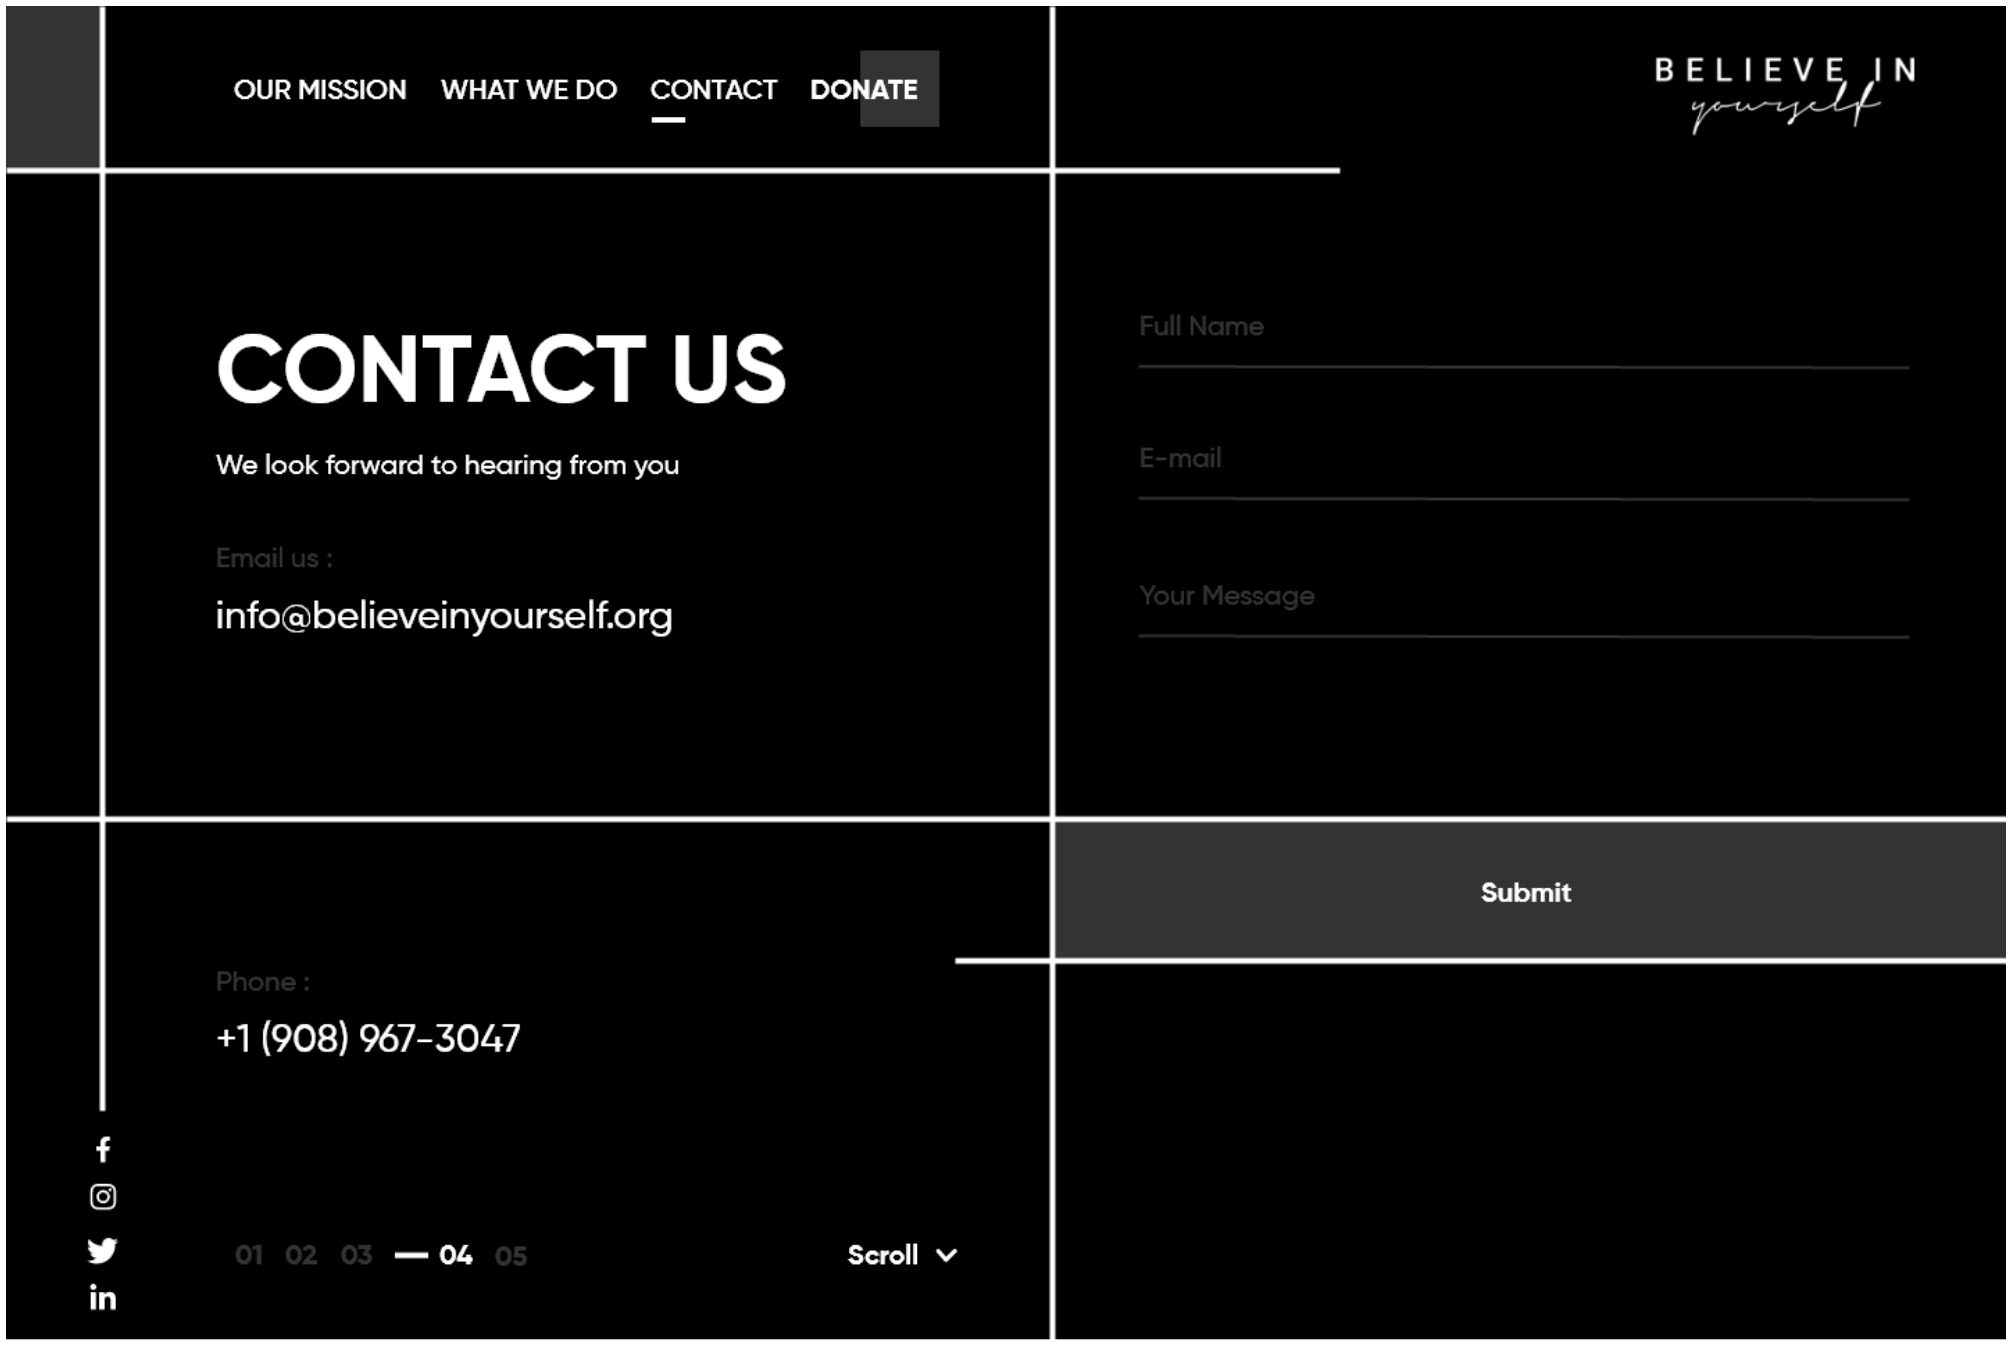 OUR MISSION WHAT WE DO CONTACT DONATE
BELIEVE IN
yourself
CONTACT US
We look forward to hearing from you
Email us :
info@believeinyourself.org
Full Name
E-mail
Your Message
Submit
Phone :
+1 (908) 967-3047
01 02 03 04 05
Scroll